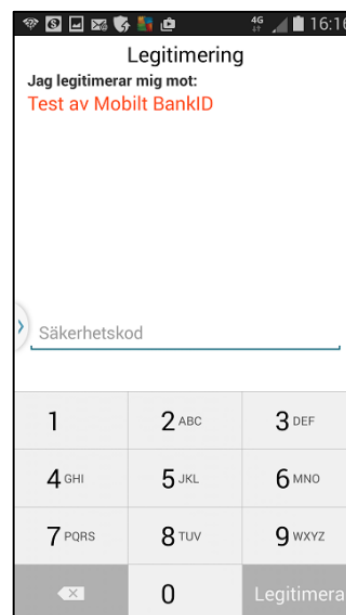 4G 16:16
Legitimering
Jag legitimerar mig mot:
Test av Mobilt BankID
Säkerhetskod
1 2 ABC 3 DEF
4 GHI 5 JKL 6 MNO
7 PQRS 8 TUV 9 WXYZ
0 Legitimera